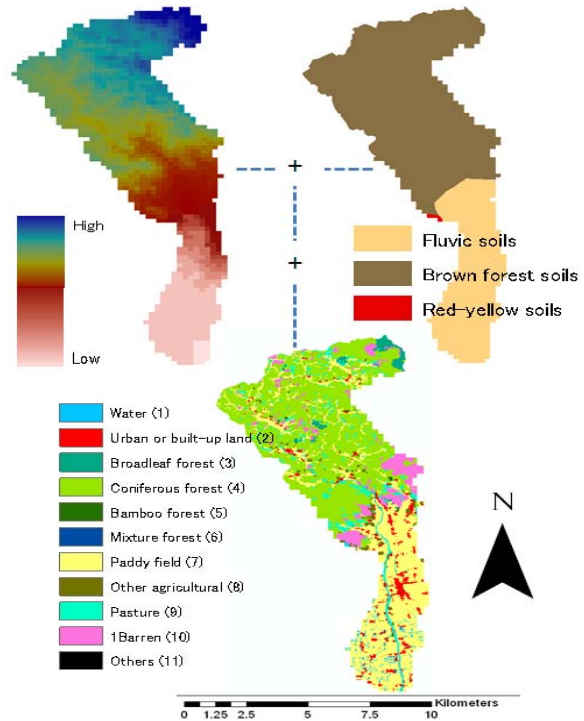 High
Low
Fluvic soils
Brown forest soils
Red-yellow soils
Water (1)
Urban or built-up land (2)
Broadleaf forest (3)
Coniferous forest (4)
Bamboo forest (5)
Mixture forest (6)
Paddy field (7)
Other agricultural (8)
Pasture (9)
1Barren (10)
Others (11)
N
Kilometers
0 1.25 2.5 5 7.5 10